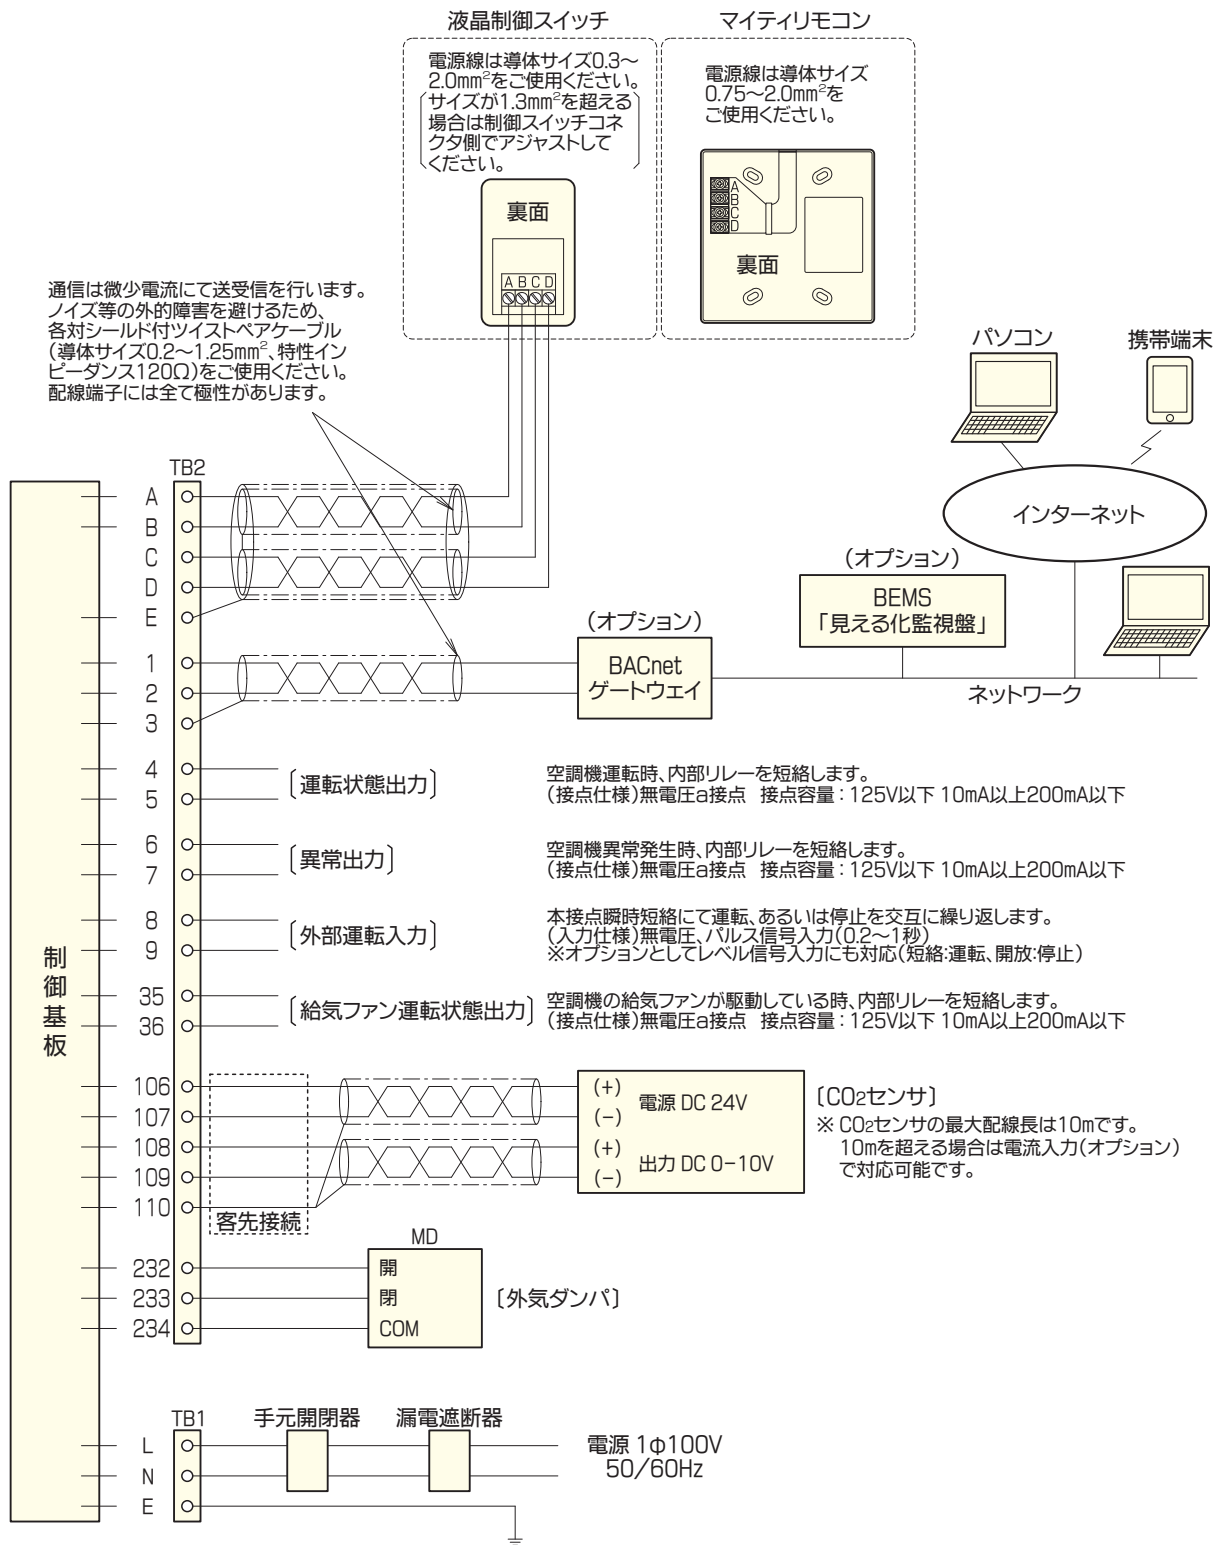 液晶制御スイッチ
電源線は導体サイズ0.3〜
2.0mm²をご使用ください。
〔サイズが1.3mm²を超える
場合は制御スイッチコネ
クタ側でアジャストして
ください。〕
裏面
A B C D
マイティリモコン
電源線は導体サイズ
0.75〜2.0mm²を
ご使用ください。
A
B
C
D
裏面
通信は微少電流にて送受信を行います。
ノイズ等の外的障害を避けるため、
各対シールド付ツイストペアケーブル
(導体サイズ0.2〜1.25mm²、特性イン
ピーダンス120Ω)をご使用ください。
配線端子には全て極性があります。
パソコン
携帯端末
インターネット
(オプション)
BEMS
「見える化監視盤」
(オプション)
BACnet
ゲートウェイ
ネットワーク
制御基板
TB2
A
B
C
D
E
1
2
3
4
5
〔運転状態出力〕
空調機運転時、内部リレーを短絡します。
(接点仕様)無電圧a接点 接点容量:125V以下 10mA以上200mA以下
6
7
〔異常出力〕
空調機異常発生時、内部リレーを短絡します。
(接点仕様)無電圧a接点 接点容量:125V以下 10mA以上200mA以下
8
9
〔外部運転入力〕
本接点瞬時短絡にて運転、あるいは停止を交互に繰り返します。
(入力仕様)無電圧、パルス信号入力(0.2〜1秒)
※オプションとしてレベル信号入力にも対応(短絡:運転、開放:停止)
35
36
〔給気ファン運転状態出力〕
空調機の給気ファンが駆動している時、内部リレーを短絡します。
(接点仕様)無電圧a接点 接点容量:125V以下 10mA以上200mA以下
106
107
108
109
110
客先接続
(+)
(−)
電源 DC 24V
(+)
(−)
出力 DC 0−10V
〔CO₂センサ〕
※ CO₂センサの最大配線長は10mです。
10mを超える場合は電流入力(オプション)
で対応可能です。
232
233
234
MD
開
閉
COM
〔外気ダンパ〕
TB1
L
N
E
手元開閉器
漏電遮断器
電源 1φ100V
50/60Hz